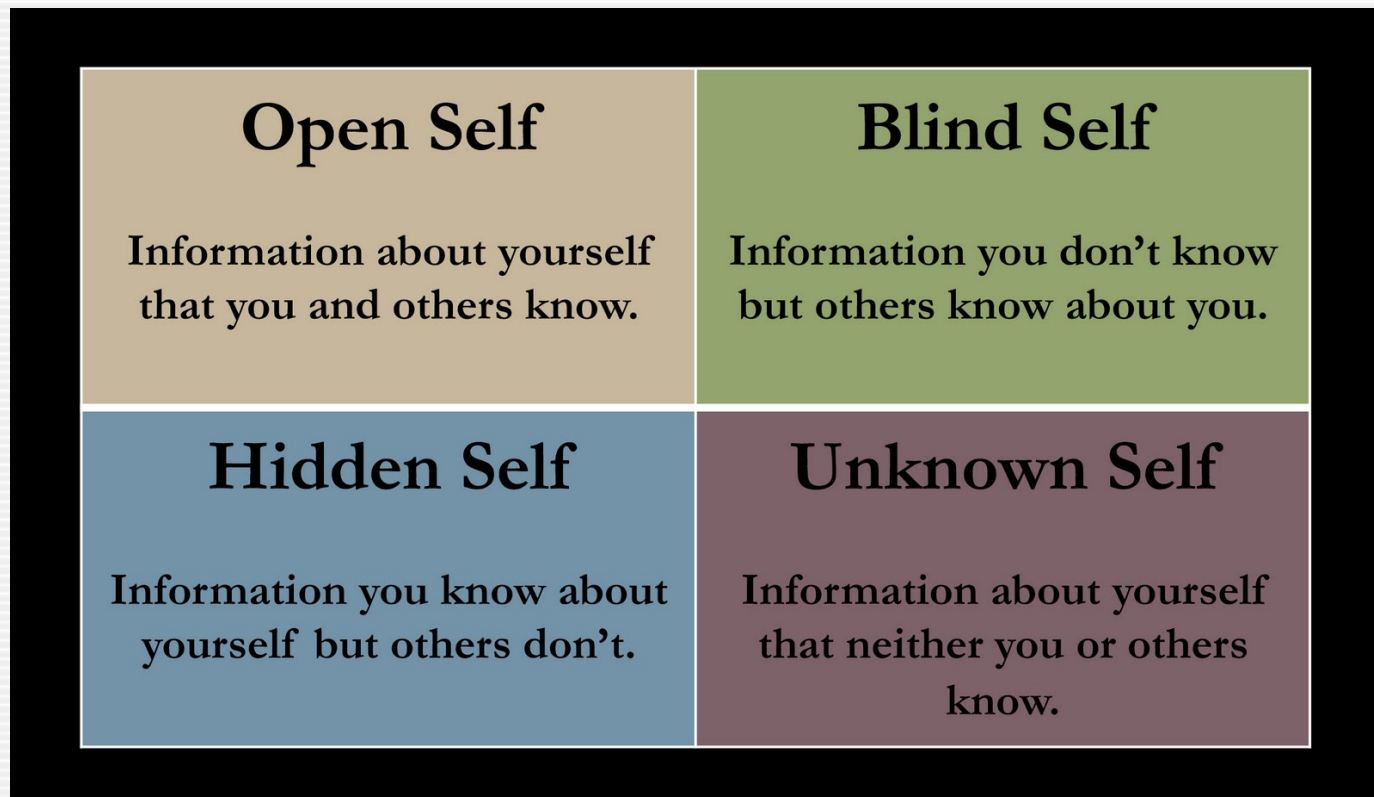 Open Self
Information about yourself
that you and others know.
Blind Self
Information you don’t know
but others know about you.
Hidden Self
Information you know about
yourself but others don’t.
Unknown Self
Information about yourself
that neither you or others
know.